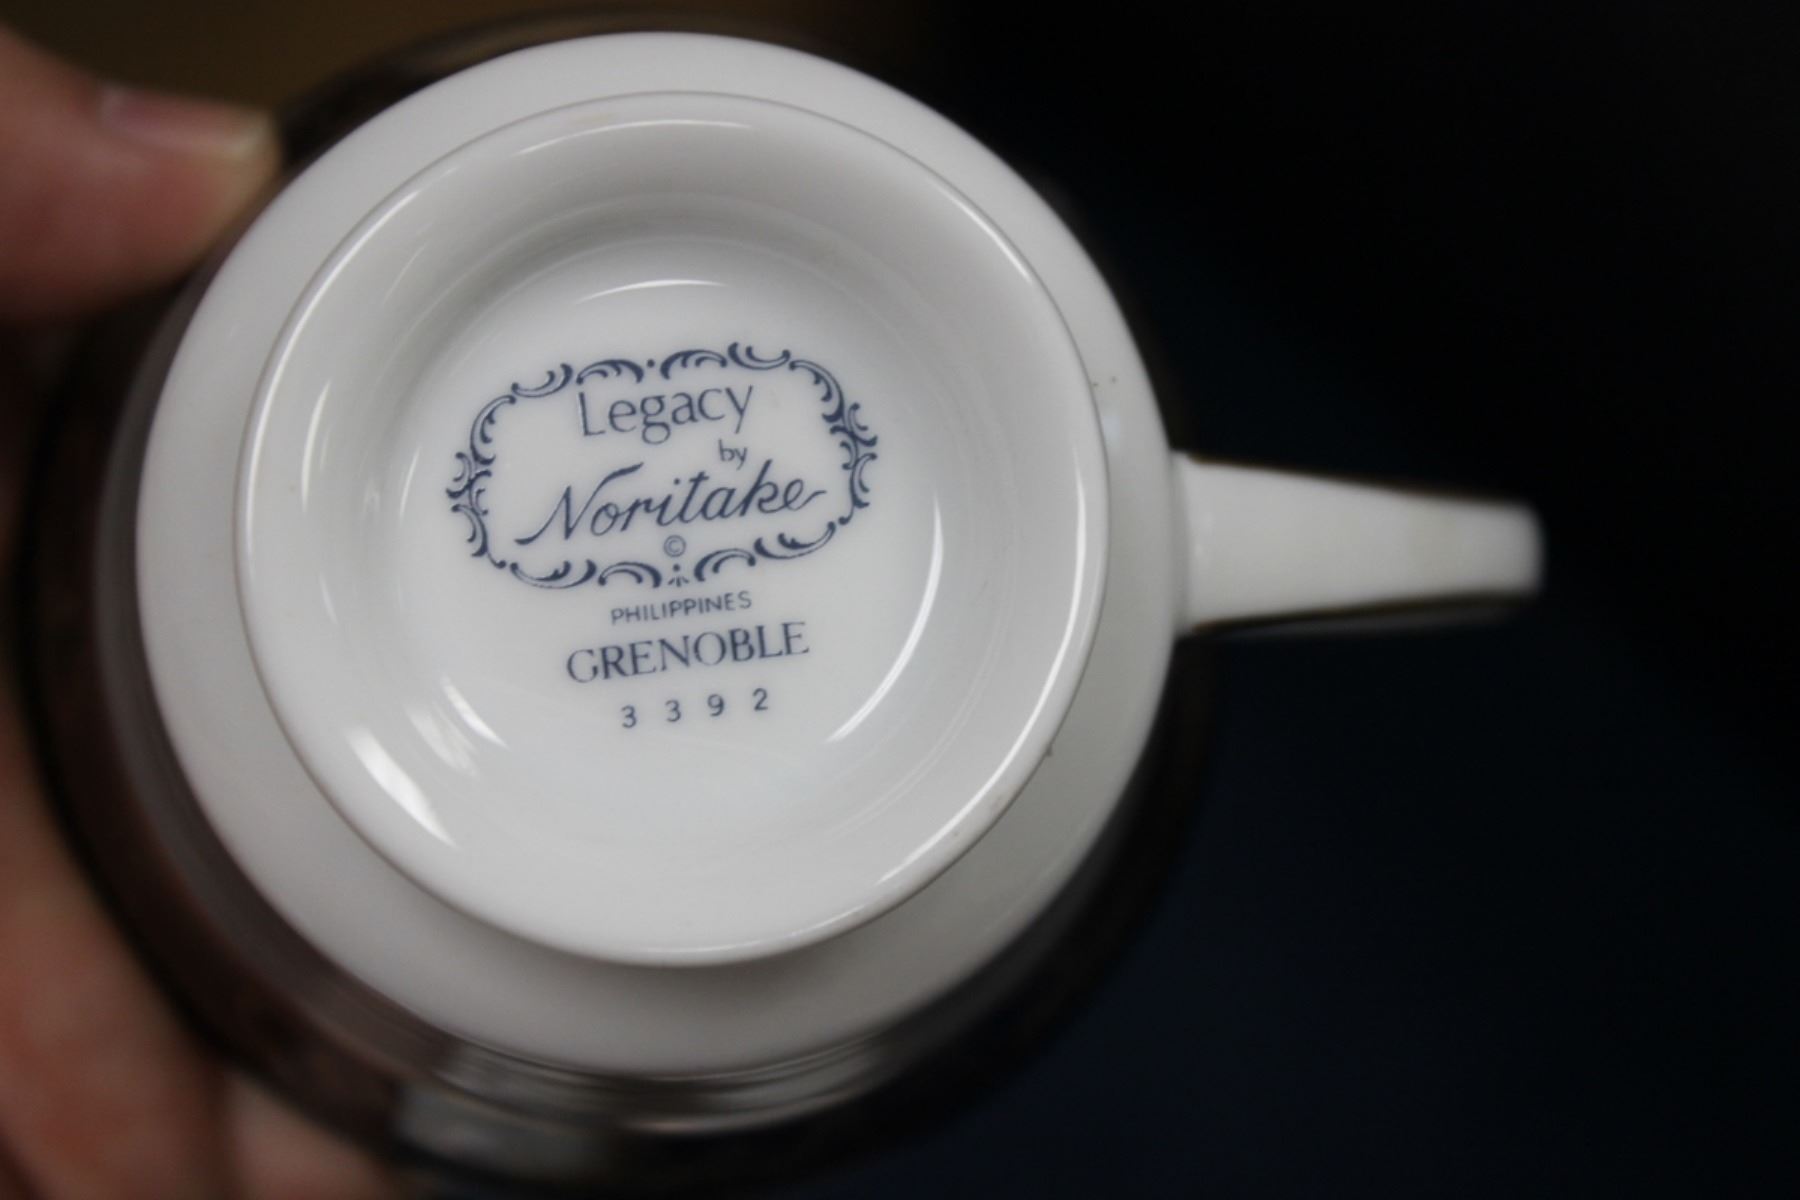 Legacy
by
Noritake
©
PHILIPPINES
GRENOBLE
3392